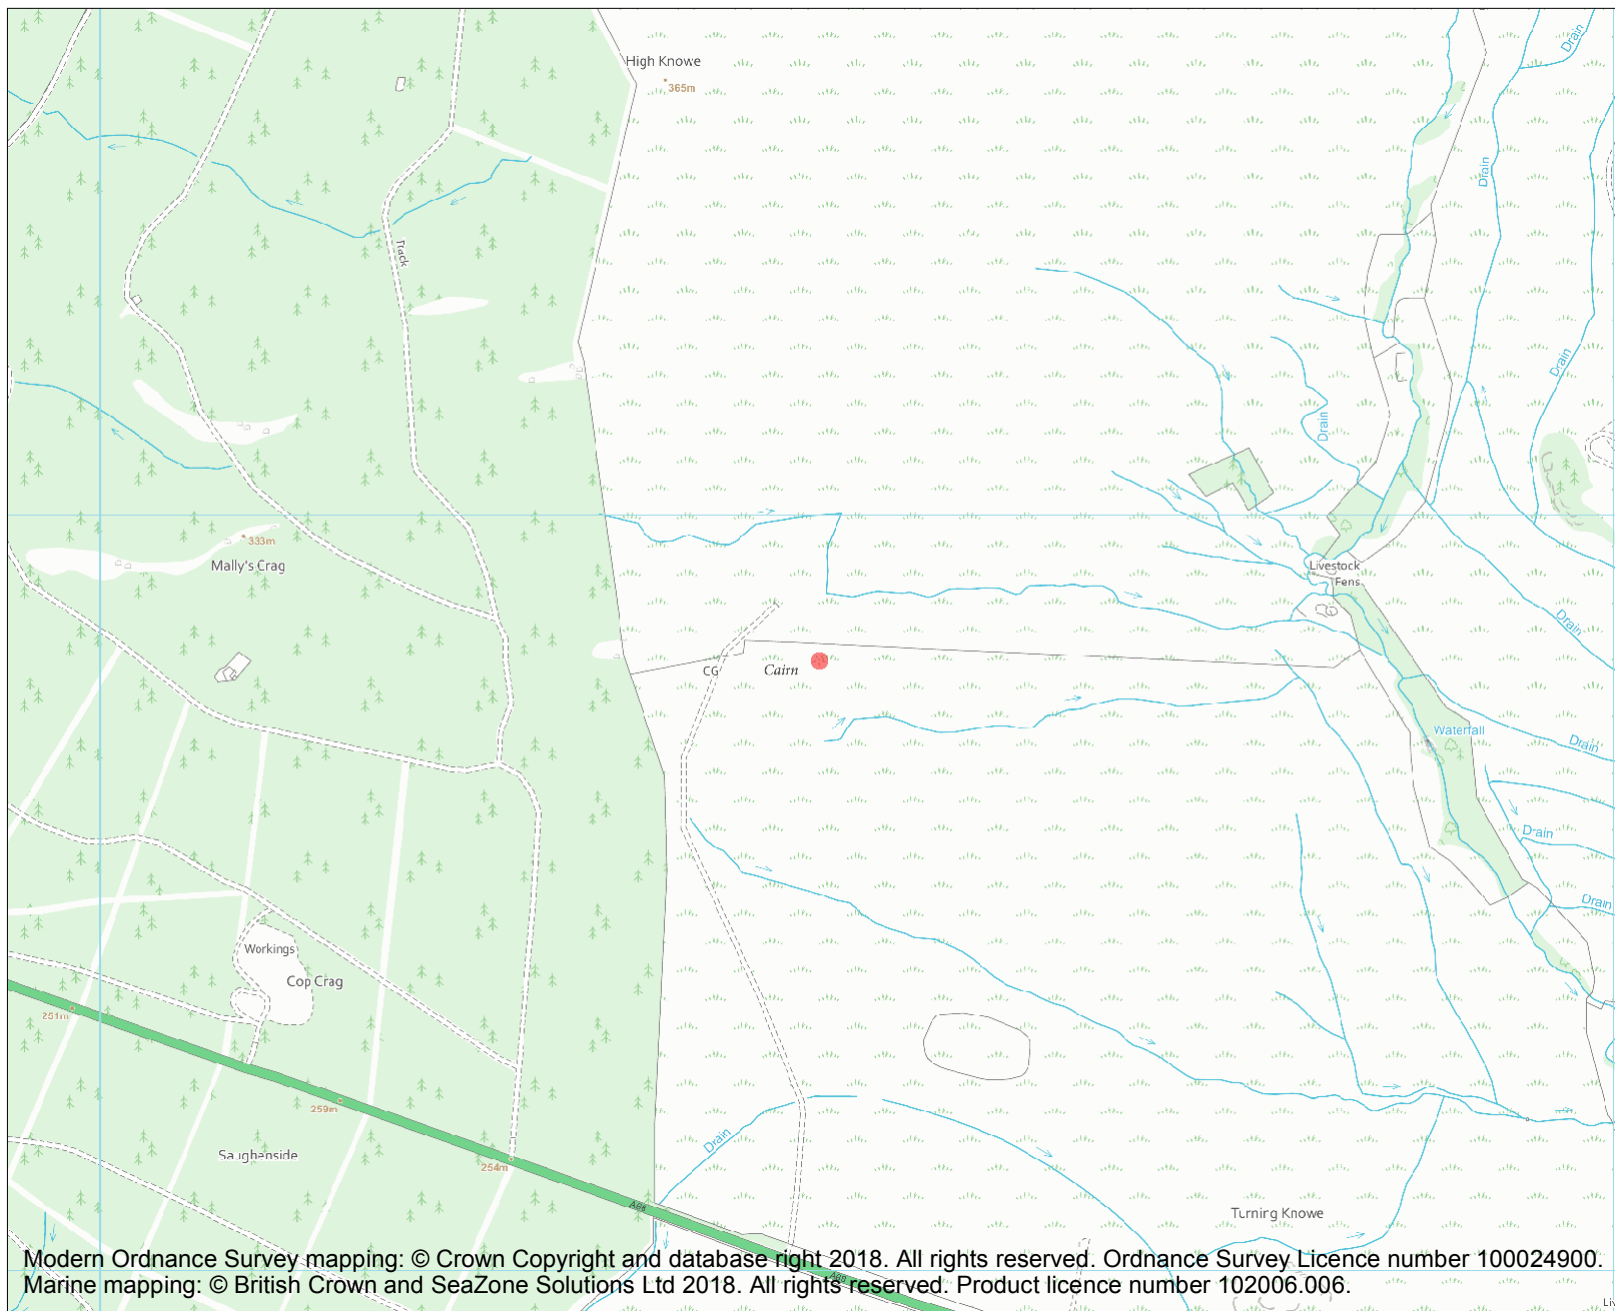 High Knowe
365m
Drain
Drain
Track
Drain
Drain
333m
Mally's Crag
Livestock
Fens
Drain
CG
Cairn
Waterfall
Drain
Drain
Drain
Workings
Cop Crag
251m
259m
Drain
Saughenside
254m
A68
Turning Knowe
A68
Modern Ordnance Survey mapping: © Crown Copyright and database right 2018. All rights reserved. Ordnance Survey Licence number 100024900.
Marine mapping: © British Crown and SeaZone Solutions Ltd 2018. All rights reserved. Product licence number 102006.006.